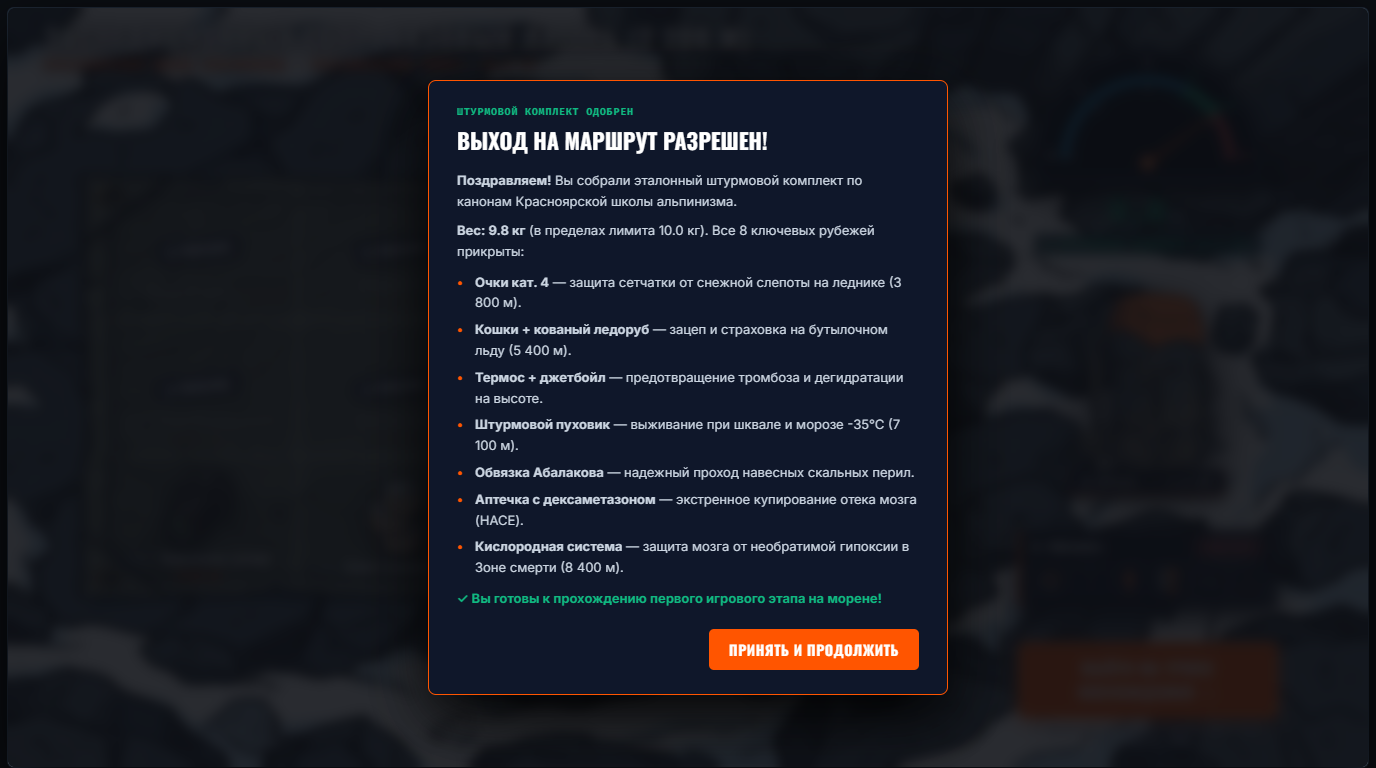 ШТУРМОВОЙ КОМПЛЕКТ ОДОБРЕН
ВЫХОД НА МАРШРУТ РАЗРЕШЕН!
Поздравляем! Вы собрали эталонный штурмовой комплект по
канонам Красноярской школы альпинизма.
Вес: 9.8 кг (в пределах лимита 10.0 кг). Все 8 ключевых рубежей
прикрыты:
• Очки кат. 4 — защита сетчатки от снежной слепоты на леднике (3
800 м).
• Кошки + кованый ледоруб — зацеп и страховка на бутылочном
льду (5 400 м).
• Термос + джетбойл — предотвращение тромбоза и дегидратации
на высоте.
• Штурмовой пуховик — выживание при шквале и морозе -35°C (7
100 м).
• Обвязка Абалакова — надежный проход навесных скальных перил.
• Аптечка с дексаметазоном — экстренное купирование отека мозга
(HACE).
• Кислородная система — защита мозга от необратимой гипоксии в
Зоне смерти (8 400 м).
✓ Вы готовы к прохождению первого игрового этапа на морене!
ПРИНЯТЬ И ПРОДОЛЖИТЬ